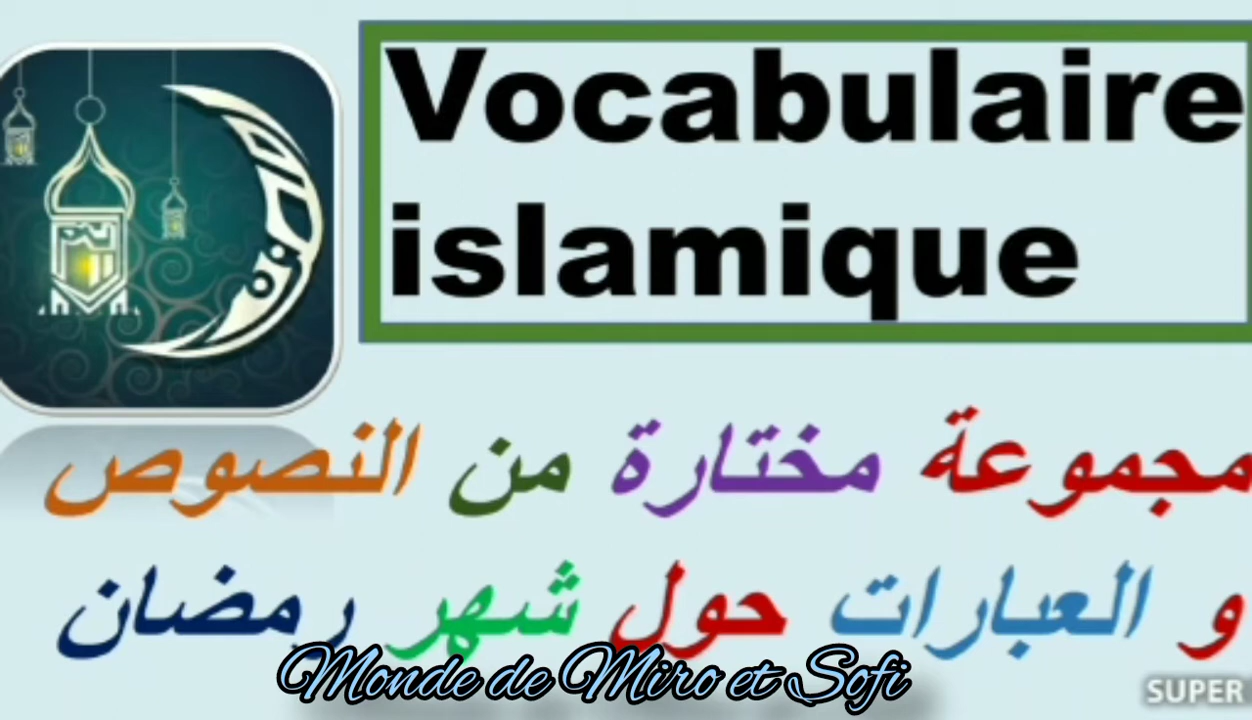 Vocabulaire
islamique
مجموعة مختارة من النصوص
و العبارات حول شهر رمضان
Monde de Miro et Sofi
SUPER